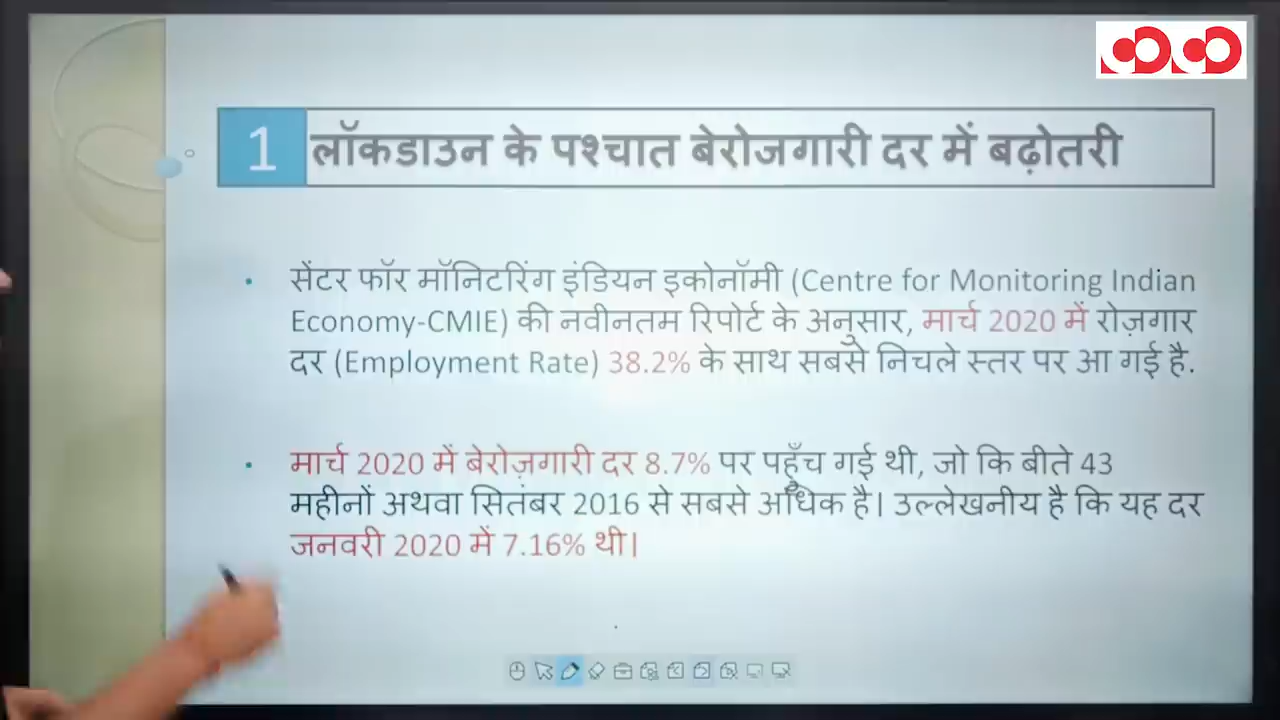 1 लॉकडाउन के पश्चात बेरोजगारी दर में बढ़ोतरी
• सेंटर फॉर मॉनिटरिंग इंडियन इकोनॉमी (Centre for Monitoring Indian
Economy-CMIE) की नवीनतम रिपोर्ट के अनुसार, मार्च 2020 में रोज़गार
दर (Employment Rate) 38.2% के साथ सबसे निचले स्तर पर आ गई है.
• मार्च 2020 में बेरोज़गारी दर 8.7% पर पहुँच गई थी, जो कि बीते 43
महीनों अथवा सितंबर 2016 से सबसे अधिक है। उल्लेखनीय है कि यह दर
जनवरी 2020 में 7.16% थी।